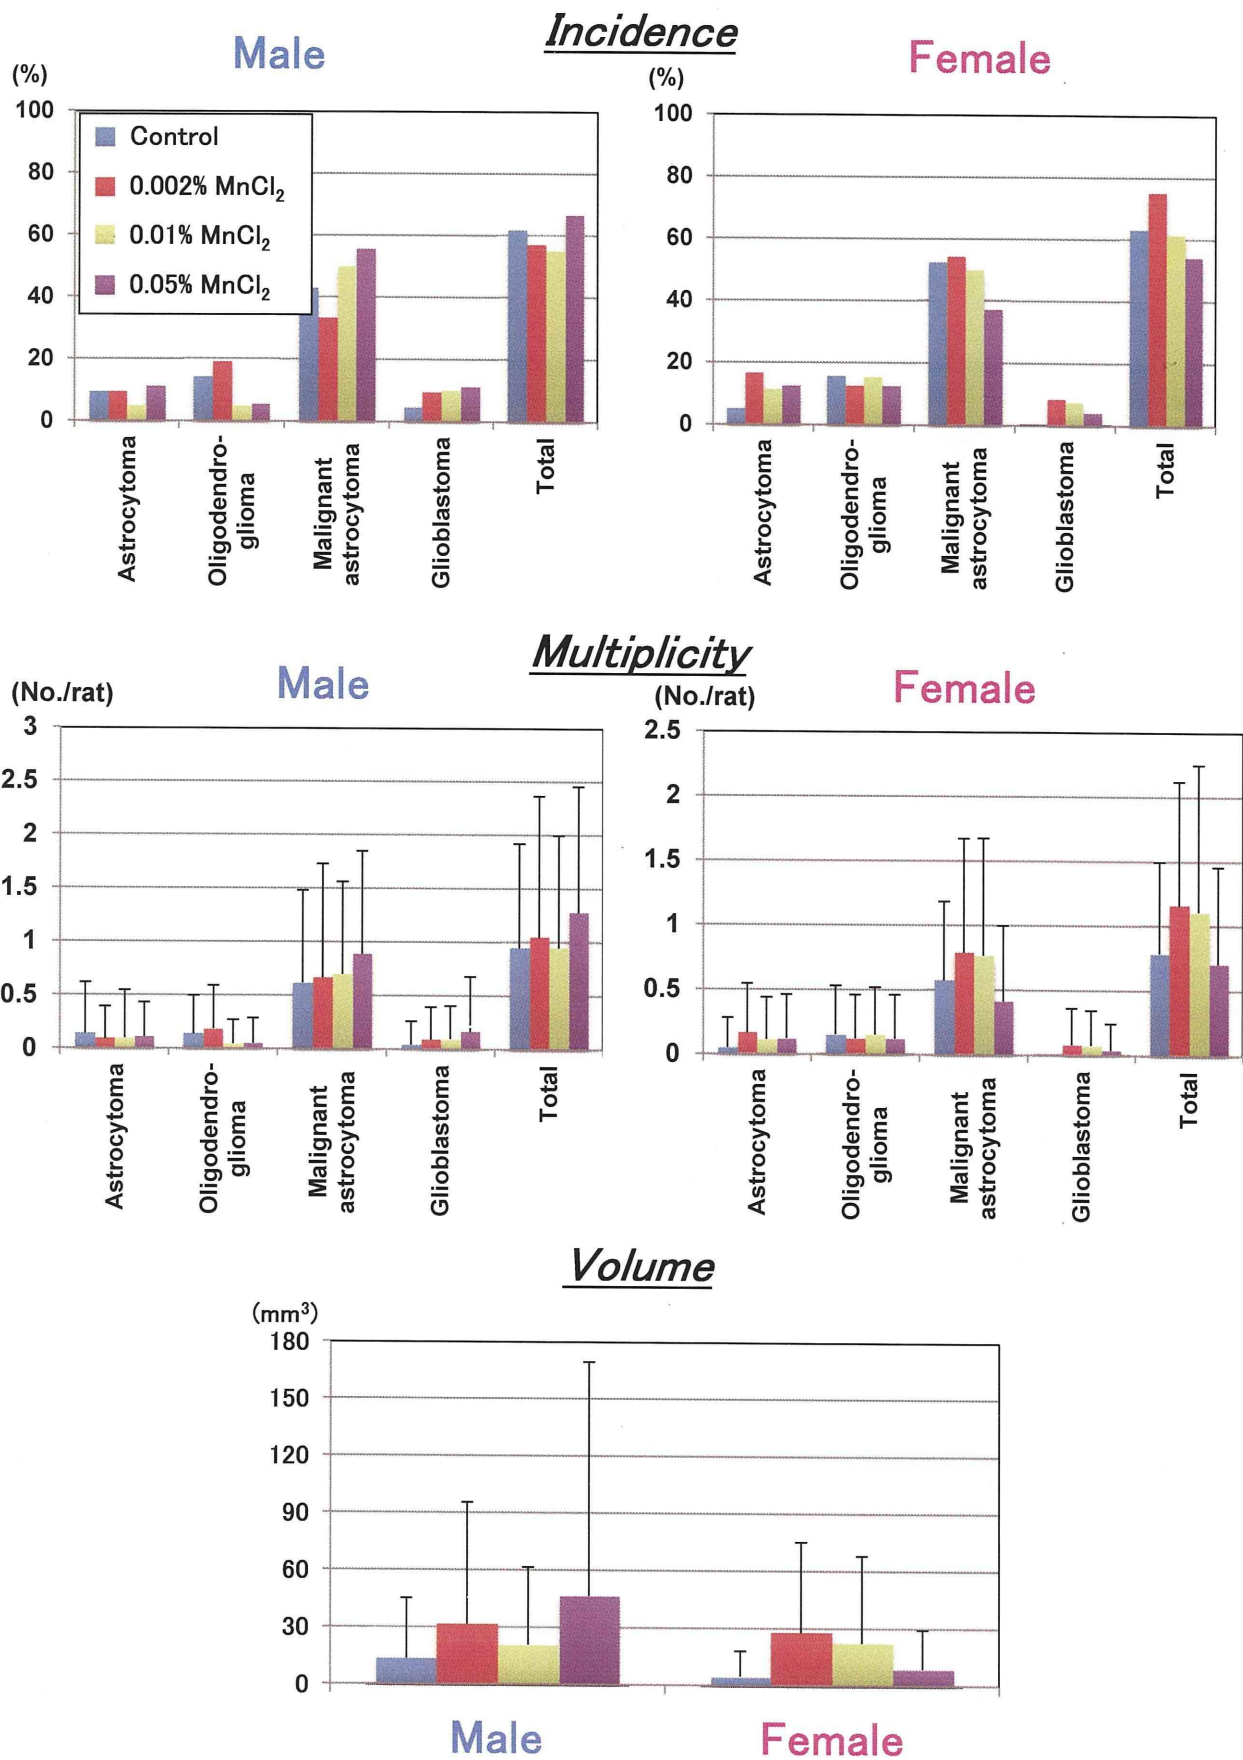 Incidence
Male
(%)
100
80
60
40
20
0
Control
0.002% MnCl₂
0.01% MnCl₂
0.05% MnCl₂
Astrocytoma
Oligodendro-
glioma
Malignant
astrocytoma
Glioblastoma
Total
Female
(%)
100
80
60
40
20
0
Astrocytoma
Oligodendro-
glioma
Malignant
astrocytoma
Glioblastoma
Total
Multiplicity
Male
(No./rat)
3
2.5
2
1.5
1
0.5
0
Astrocytoma
Oligodendro-
glioma
Malignant
astrocytoma
Glioblastoma
Total
Female
(No./rat)
2.5
2
1.5
1
0.5
0
Astrocytoma
Oligodendro-
glioma
Malignant
astrocytoma
Glioblastoma
Total
Volume
(mm³)
180
150
120
90
60
30
0
Male
Female